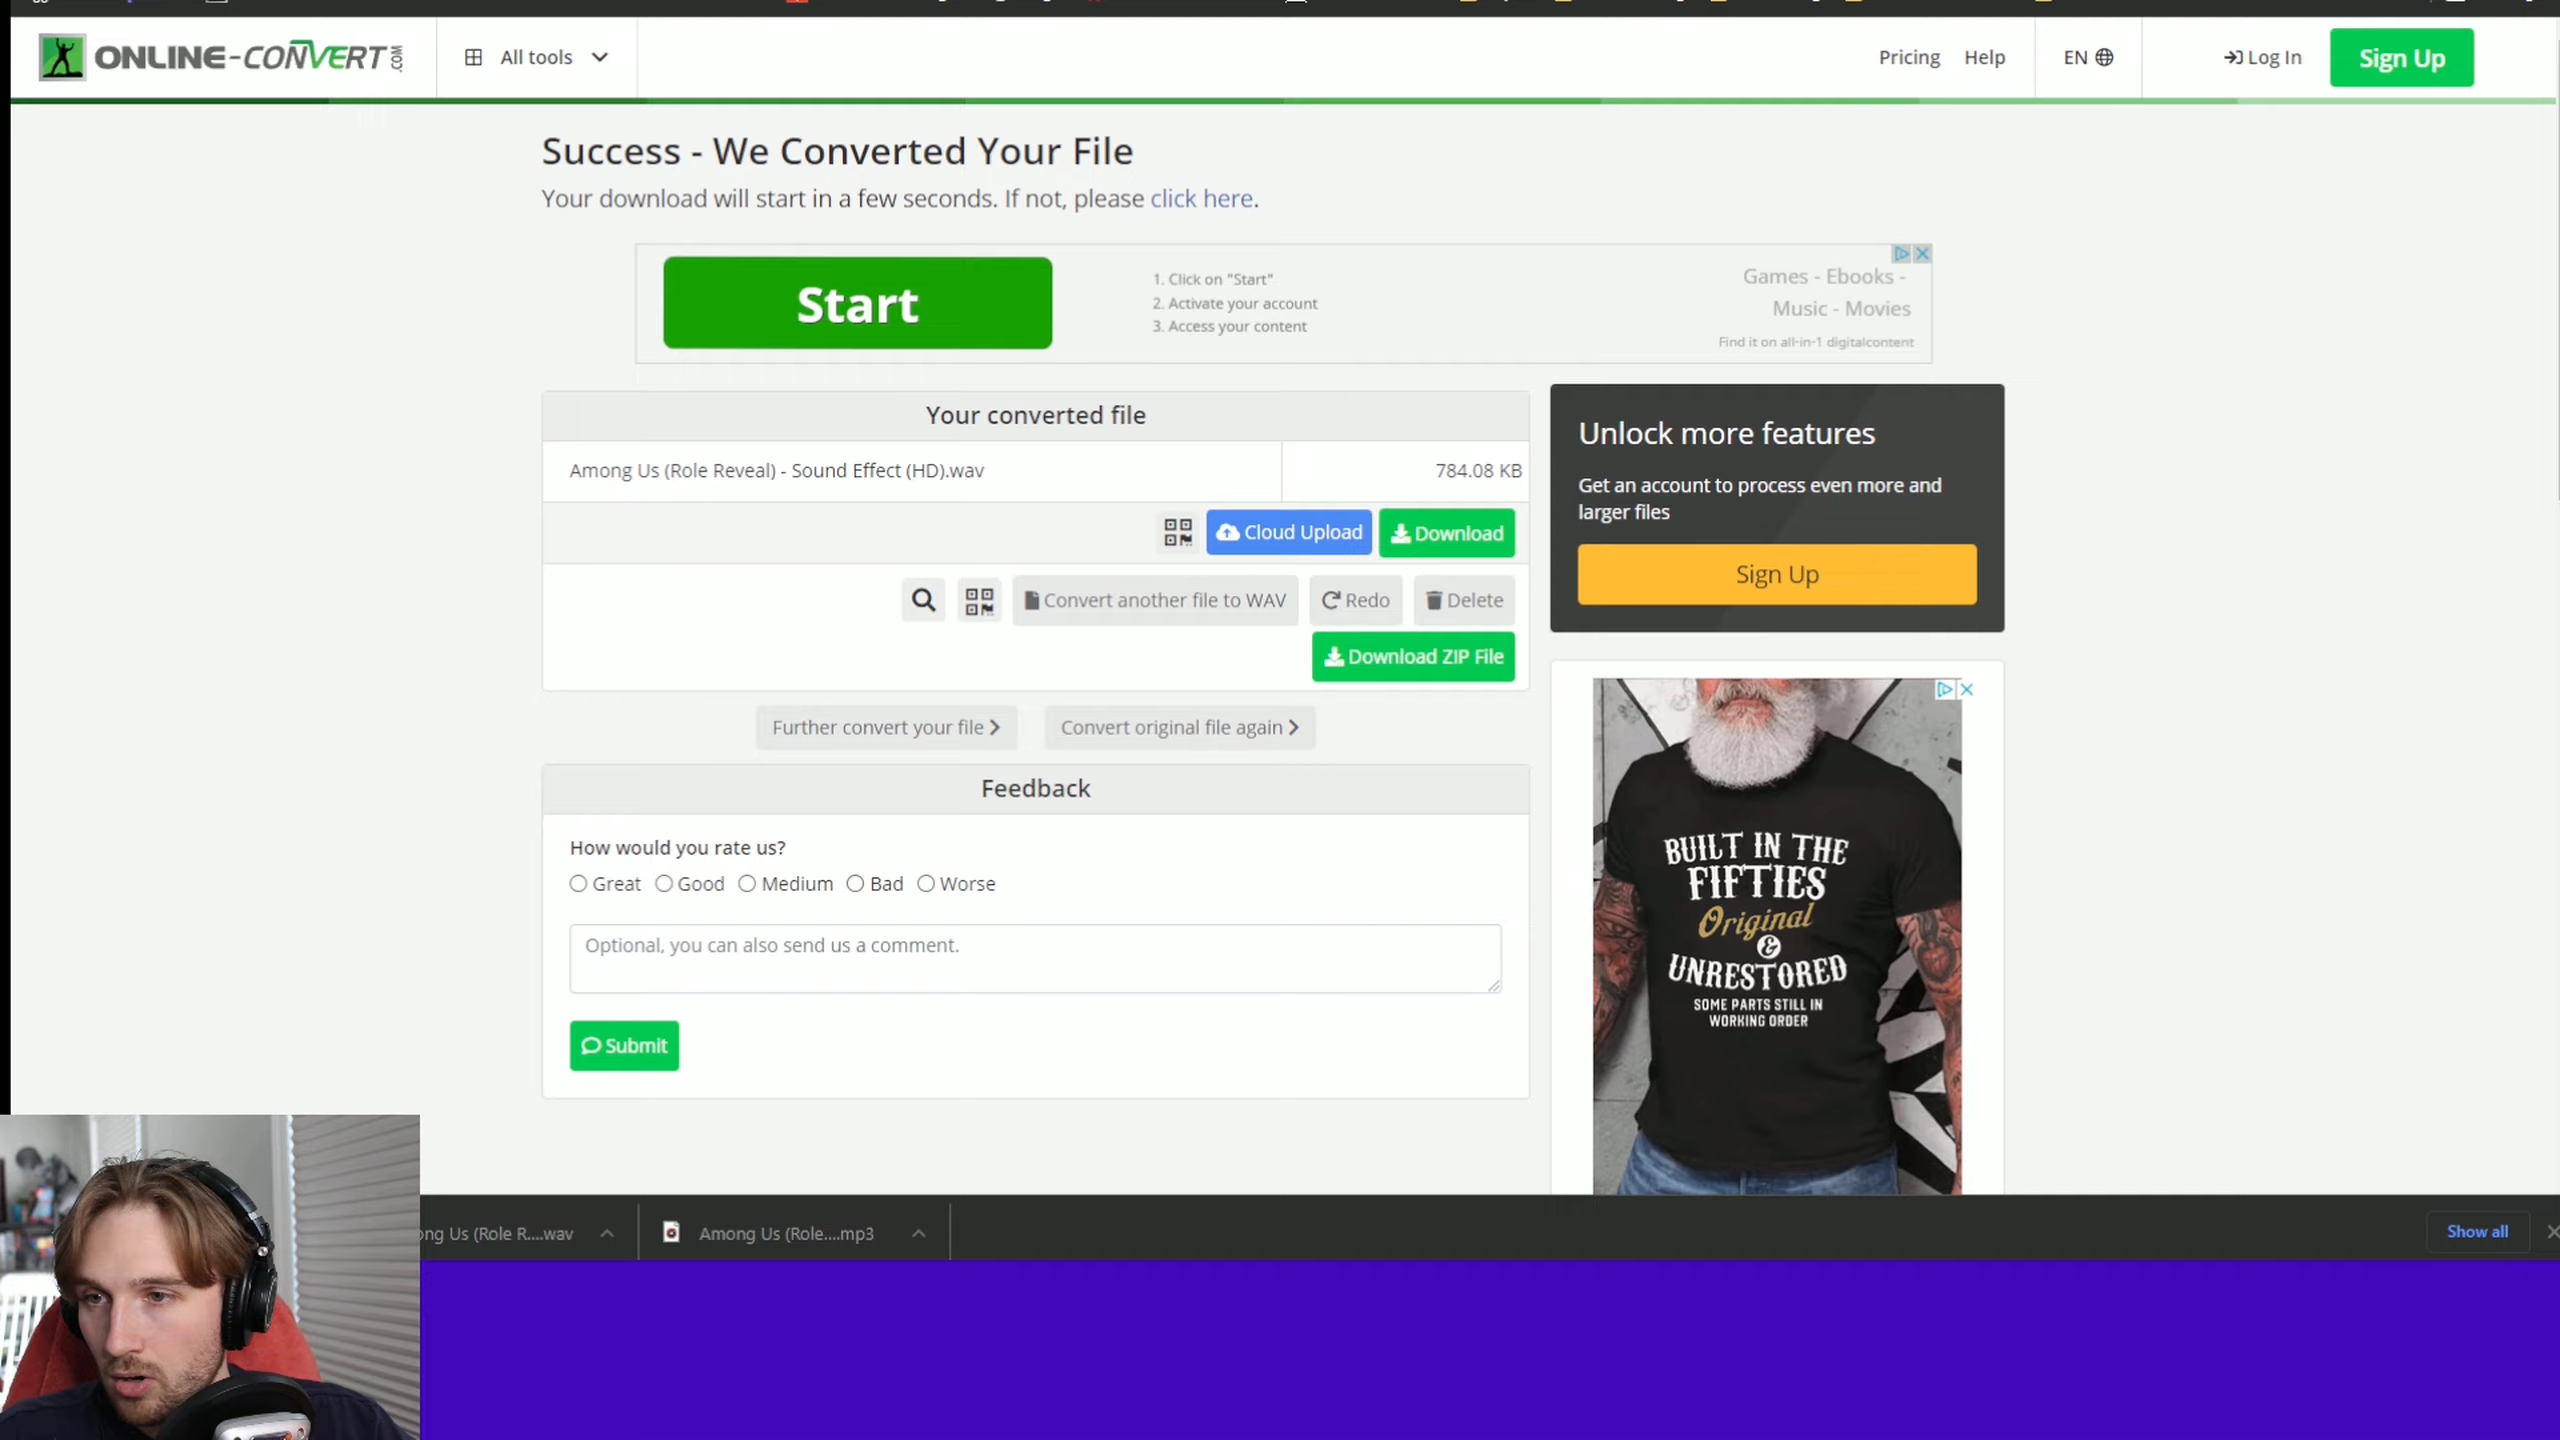 ONLINE-CONVERT.COM
All tools
Pricing
Help
EN
Log In
Sign Up
Success - We Converted Your File
Your download will start in a few seconds. If not, please click here.
Start
1. Click on "Start"
2. Activate your account
3. Access your content
Games - Ebooks -
Music - Movies
Find it on all-in-1 digitalcontent
Your converted file
Among Us (Role Reveal) - Sound Effect (HD).wav
784.08 KB
Cloud Upload
Download
Convert another file to WAV
Redo
Delete
Download ZIP File
Further convert your file
Convert original file again
Unlock more features
Get an account to process even more and
larger files
Sign Up
Feedback
How would you rate us?
Great
Good
Medium
Bad
Worse
Optional, you can also send us a comment.
Submit
BUILT IN THE
FIFTIES
Original
&
UNRESTORED
SOME PARTS STILL IN
WORKING ORDER
ng Us (Role R....wav
Among Us (Role....mp3
Show all